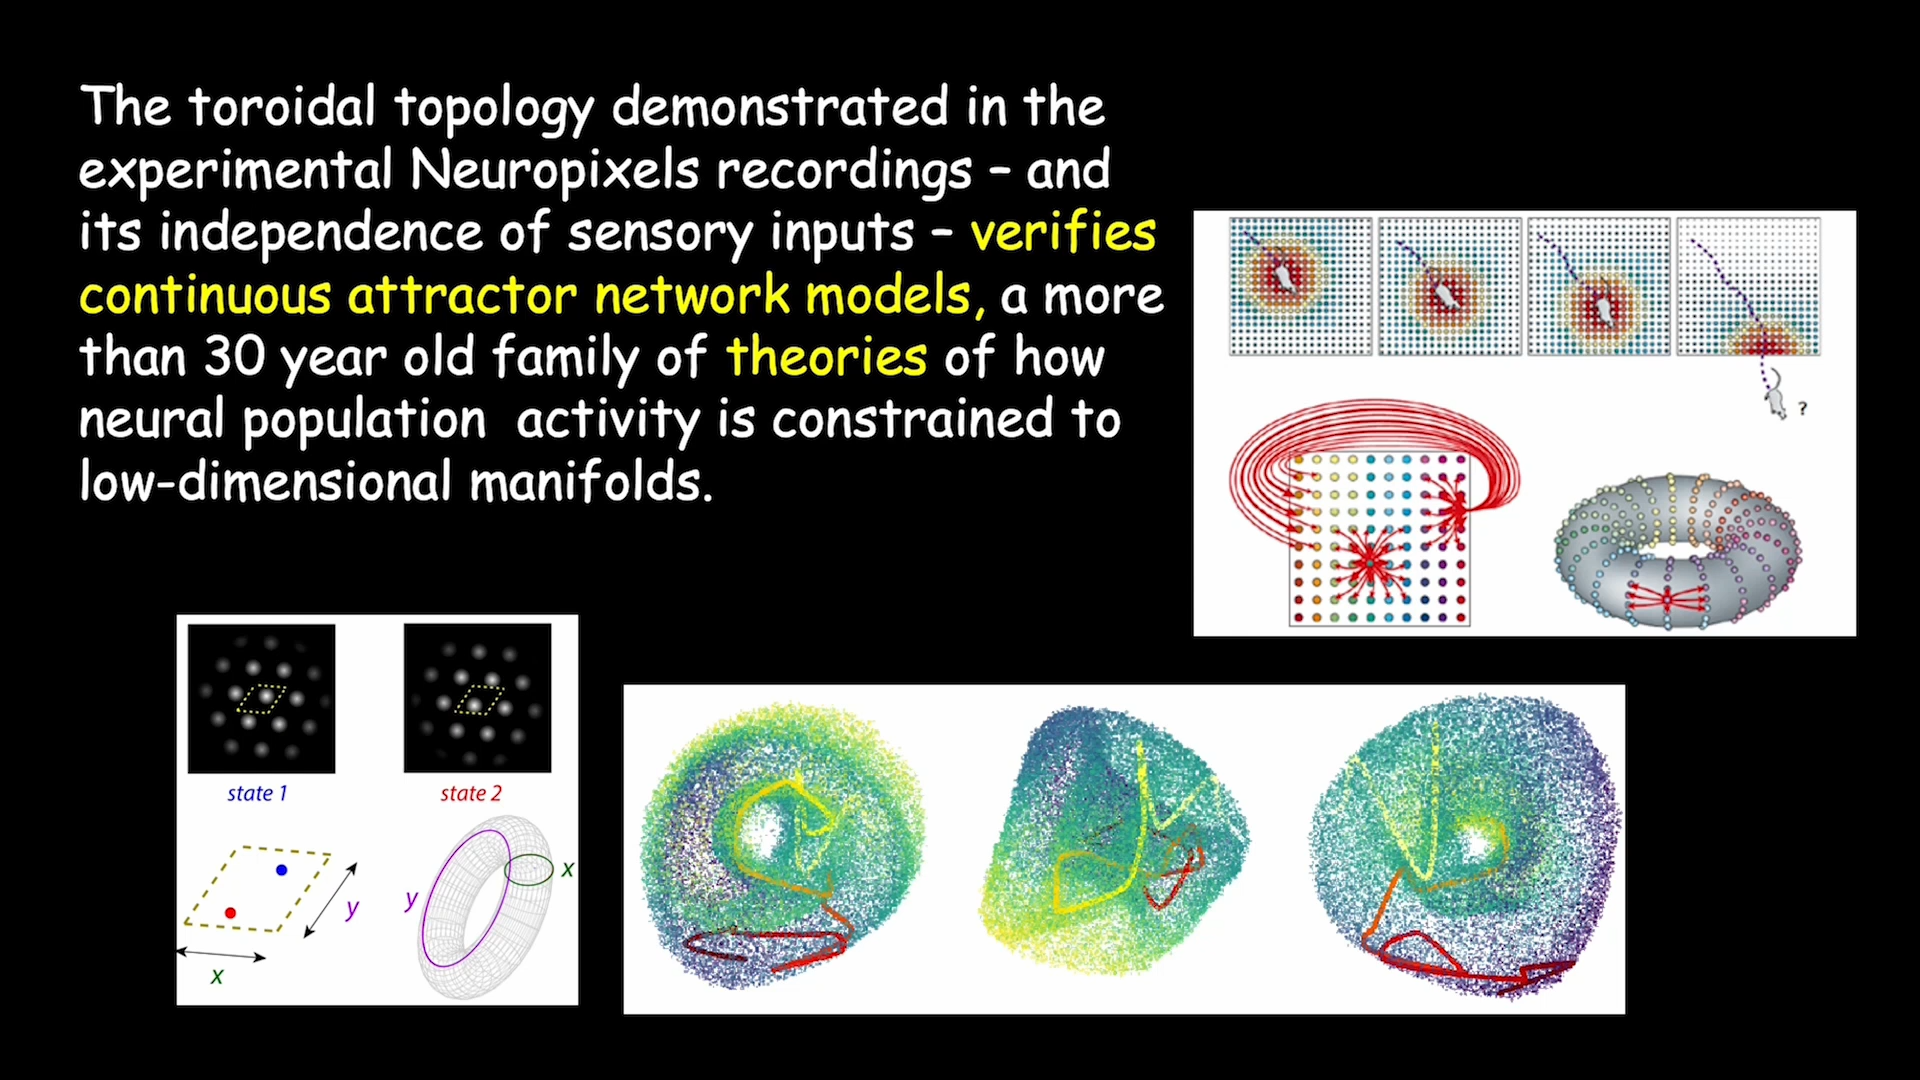 The toroidal topology demonstrated in the
experimental Neuropixels recordings – and
its independence of sensory inputs – verifies
continuous attractor network models, a more
than 30 year old family of theories of how
neural population  activity is constrained to
low-dimensional manifolds.
?
state 1
state 2
y
x
y
x